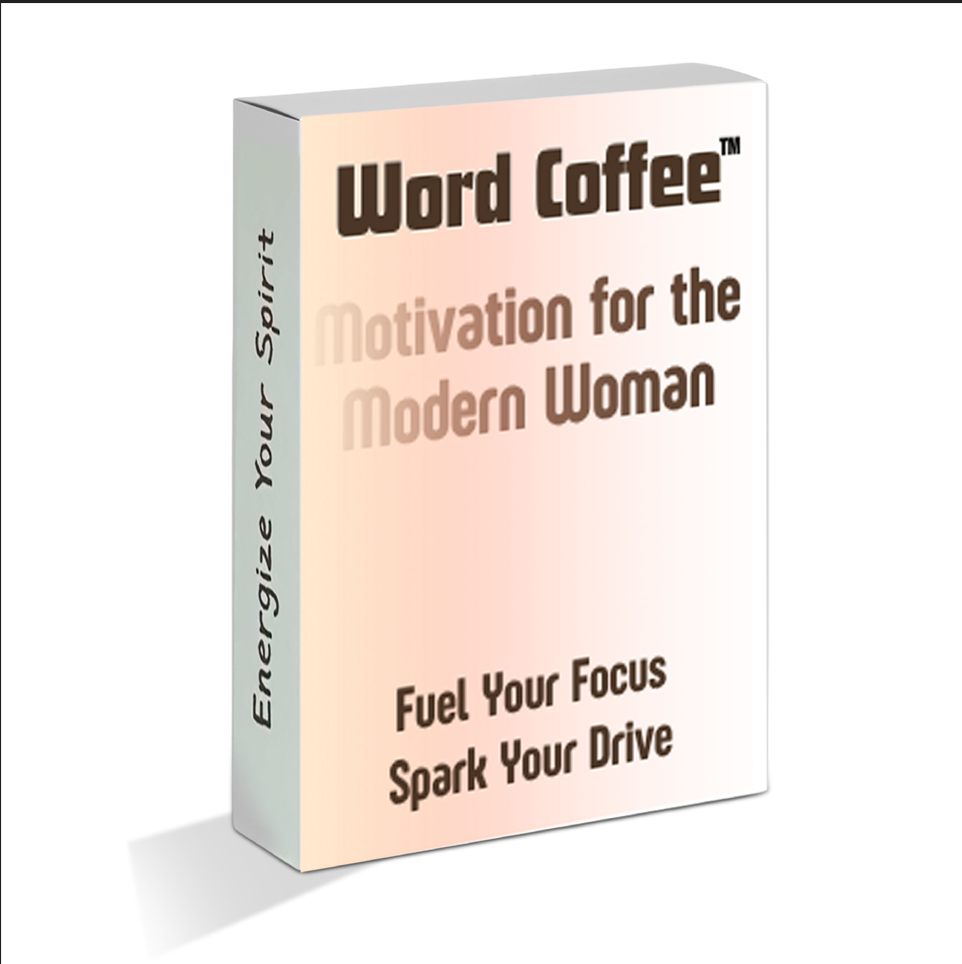 Word Coffee™
Motivation for the
Modern Woman
Fuel Your Focus
Spark Your Drive
Energize Your Spirit